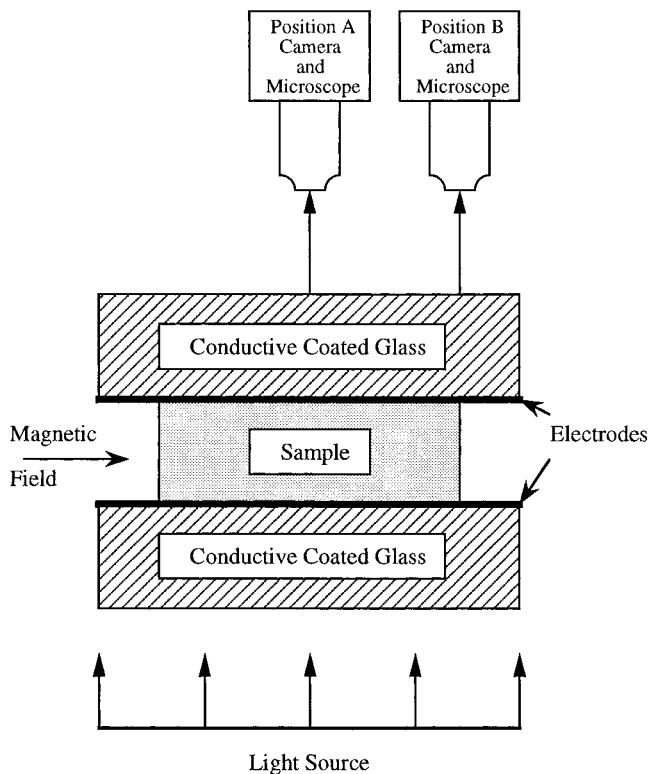 Position A
Camera
and
Microscope
Position B
Camera
and
Microscope
Conductive Coated Glass
Magnetic
Field
Sample
Electrodes
Conductive Coated Glass
Light Source